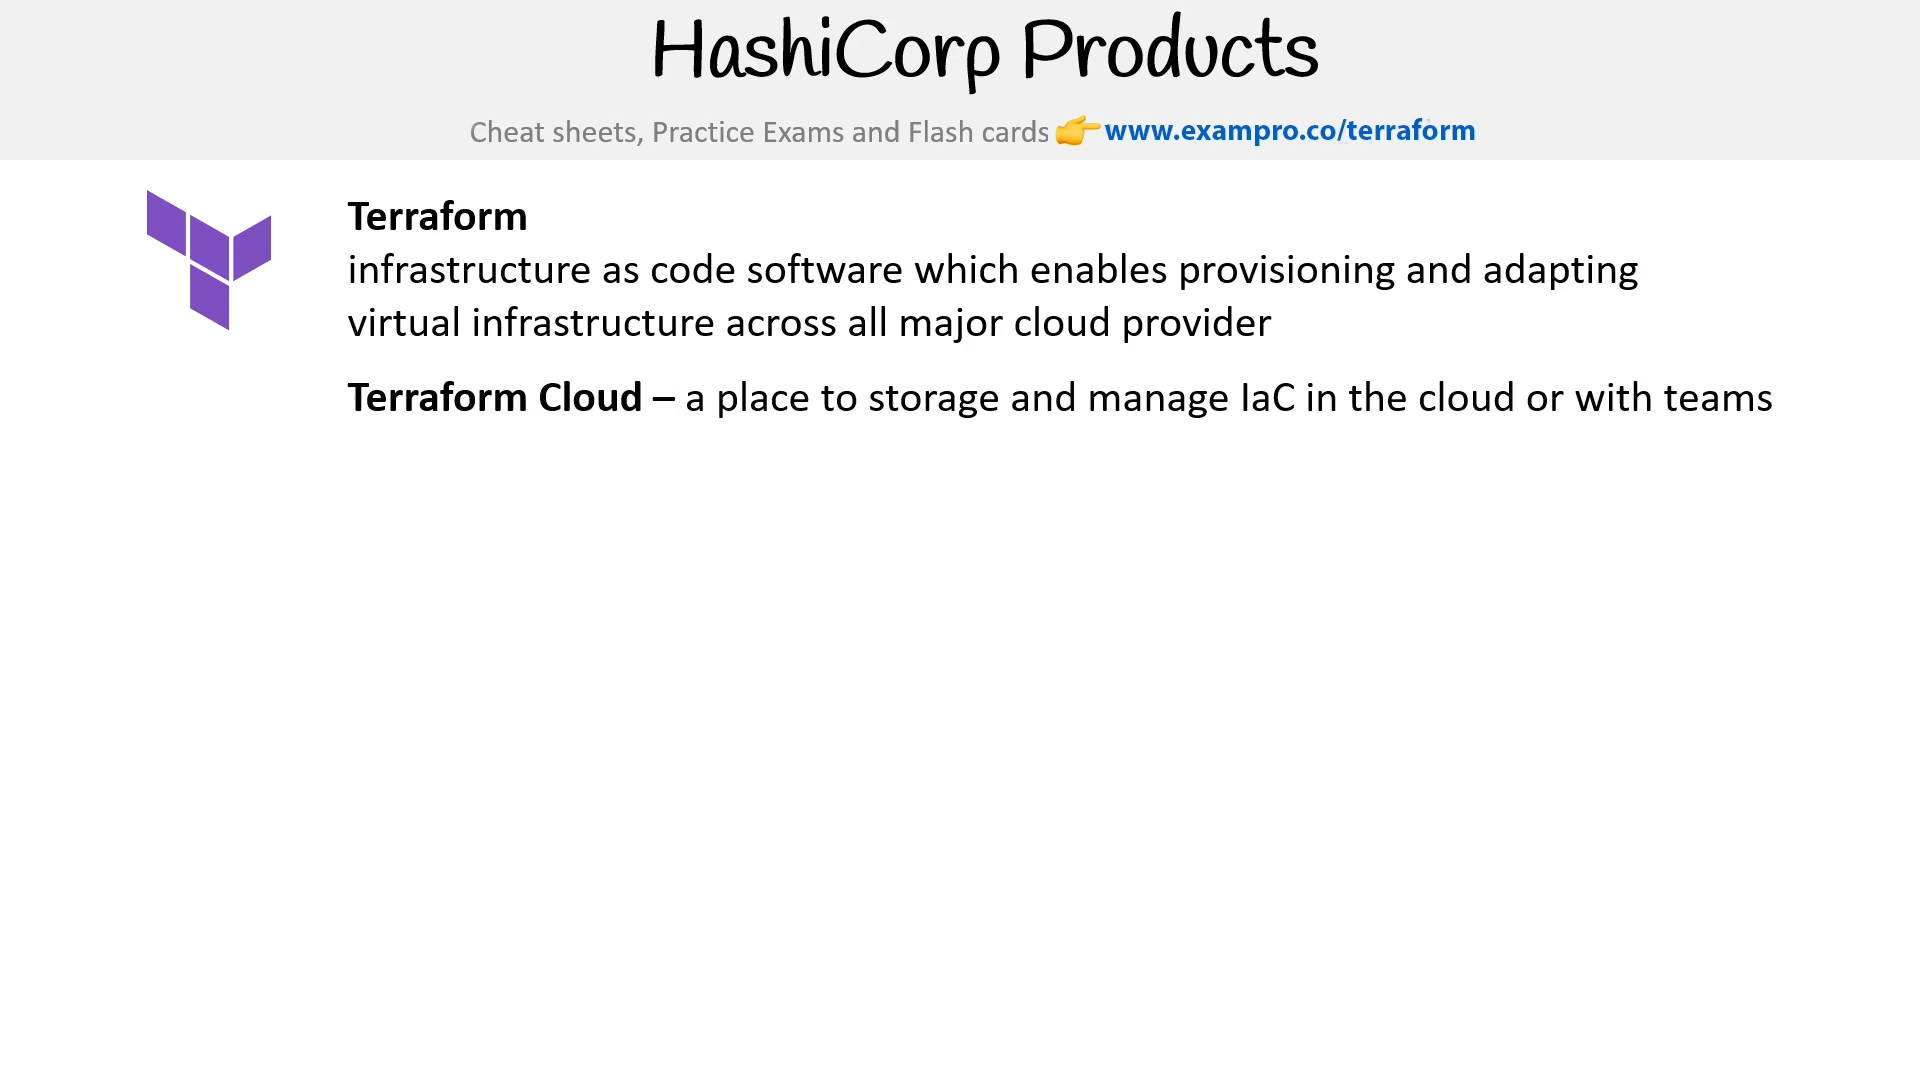 HashiCorp Products
Cheat sheets, Practice Exams and Flash cards 👉 www.exampro.co/terraform
Terraform
infrastructure as code software which enables provisioning and adapting
virtual infrastructure across all major cloud provider
Terraform Cloud – a place to storage and manage IaC in the cloud or with teams